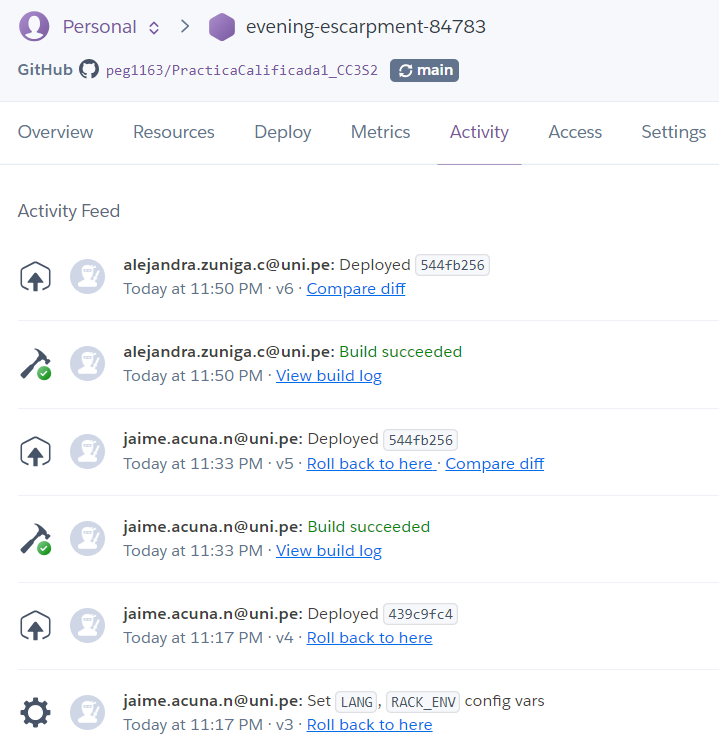 Personal evening-escarpment-84783
GitHub peg1163/PracticaCalificada1_CC3S2 main
Overview Resources Deploy Metrics Activity Access Settings
Activity Feed
alejandra.zuniga.c@uni.pe: Deployed 544fb256
Today at 11:50 PM · v6 · Compare diff
alejandra.zuniga.c@uni.pe: Build succeeded
Today at 11:50 PM · View build log
jaime.acuna.n@uni.pe: Deployed 544fb256
Today at 11:33 PM · v5 · Roll back to here · Compare diff
jaime.acuna.n@uni.pe: Build succeeded
Today at 11:33 PM · View build log
jaime.acuna.n@uni.pe: Deployed 439c9fc4
Today at 11:17 PM · v4 · Roll back to here
jaime.acuna.n@uni.pe: Set LANG, RACK_ENV config vars
Today at 11:17 PM · v3 · Roll back to here